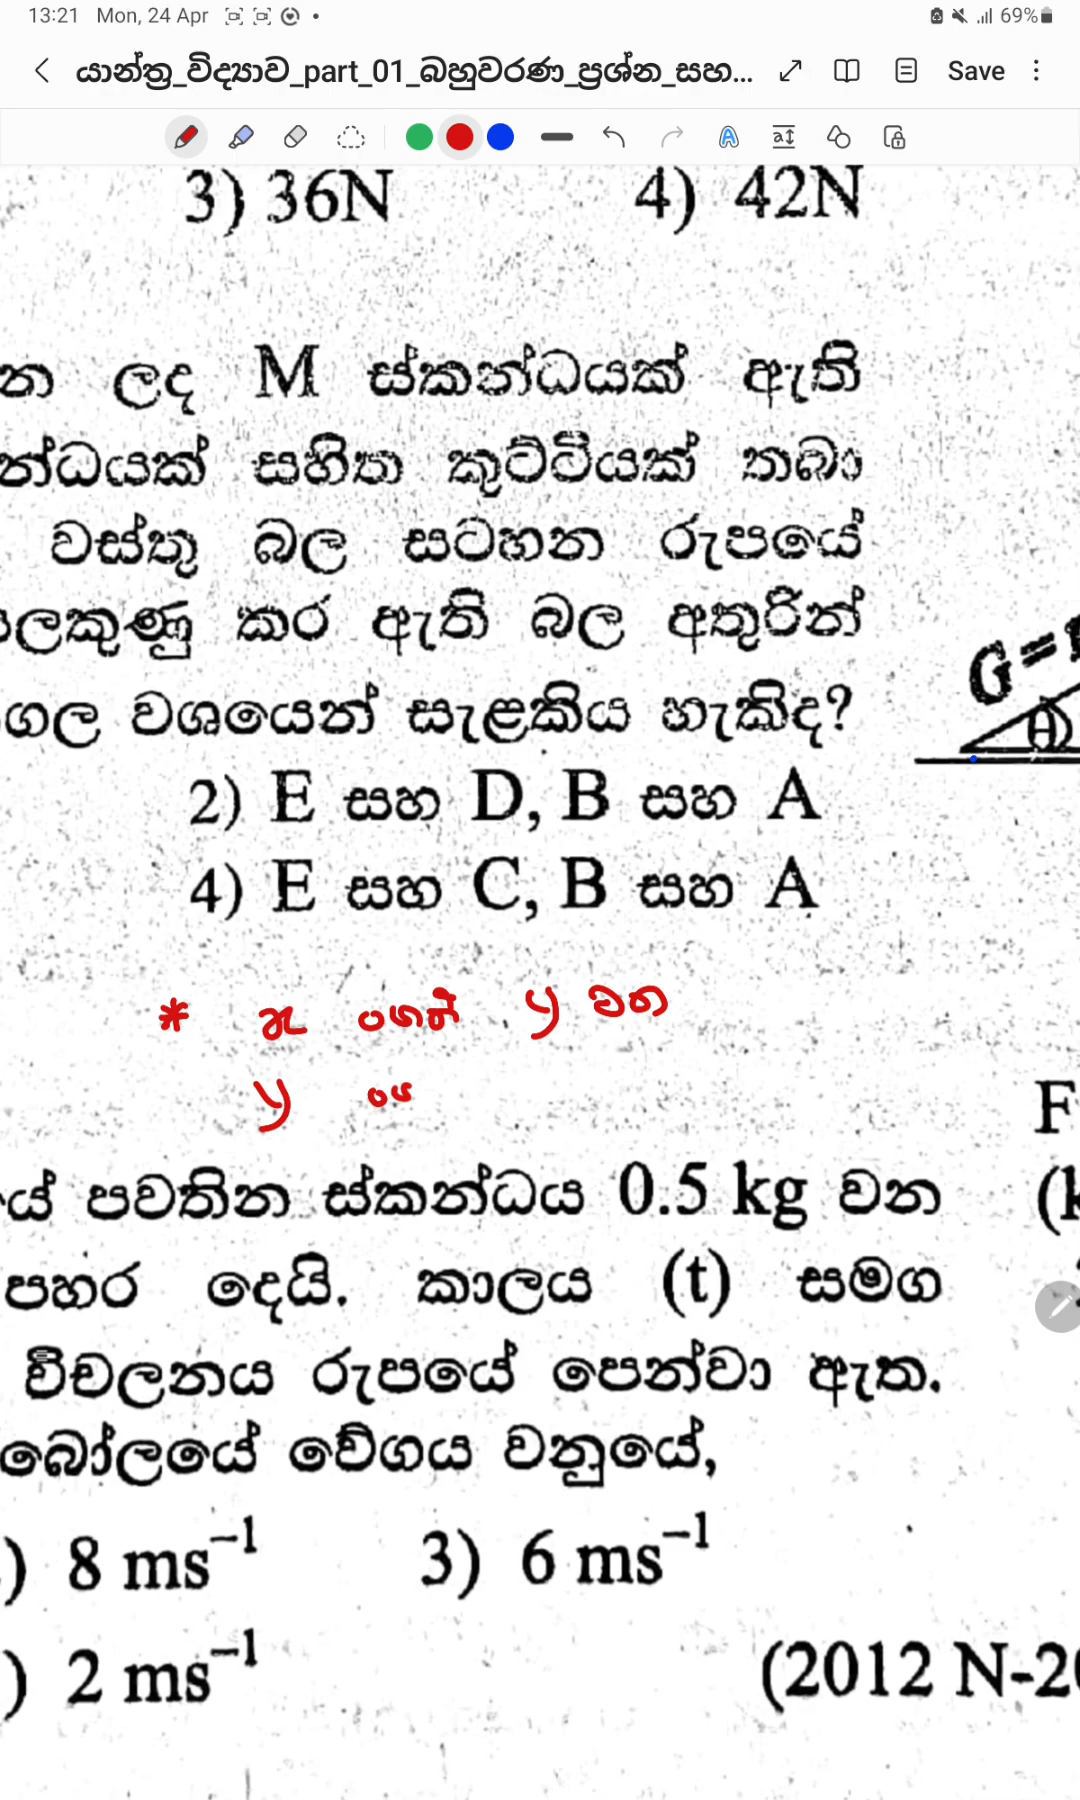 13:21 Mon, 24 Apr 69%
යාන්ත්‍ර_විද්‍යාව_part_01_බහුවරණ_ප්‍රශ්න_සහ... Save
3) 36N 4) 42N
න ලද M ස්කන්ධයක් ඇති
න්ධයක් සහිත කුට්ටියක් තබා
වස්තු බල සටහන රුපයේ
ලකුණු කර ඇති බල අතුරින්
ගල වශයෙන් සැළකිය හැකිද?
G=
θ
2) E සහ D, B සහ A
4) E සහ C, B සහ A
* x ගෙන් y වන
y
F
යේ පවතින ස්කන්ධය 0.5 kg වන
පහර දෙයි. කාලය (t) සමග
විචලනය රුපයේ පෙන්වා ඇත.
බෝලයේ වේගය වනුයේ,
) 8 ms⁻¹ 3) 6 ms⁻¹
) 2 ms⁻¹ (2012 N-20